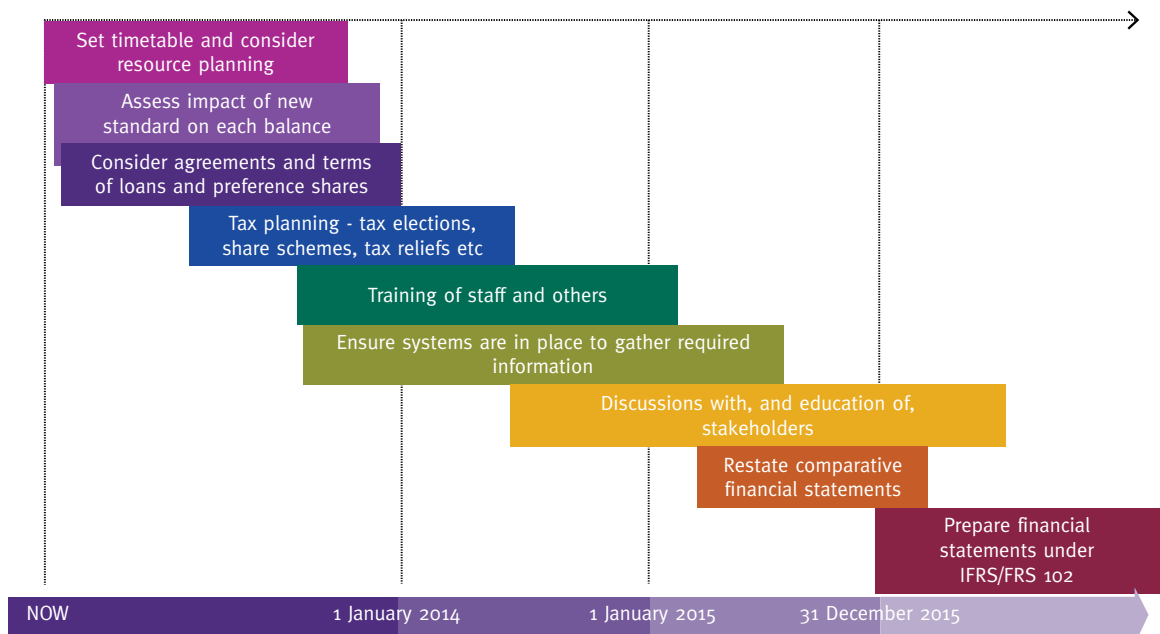 Set timetable and consider
resource planning
Assess impact of new
standard on each balance
Consider agreements and terms
of loans and preference shares
Tax planning - tax elections,
share schemes, tax reliefs etc
Training of staff and others
Ensure systems are in place to gather required
information
Discussions with, and education of,
stakeholders
Restate comparative
financial statements
Prepare financial
statements under
IFRS/FRS 102
NOW
1 January 2014
1 January 2015
31 December 2015